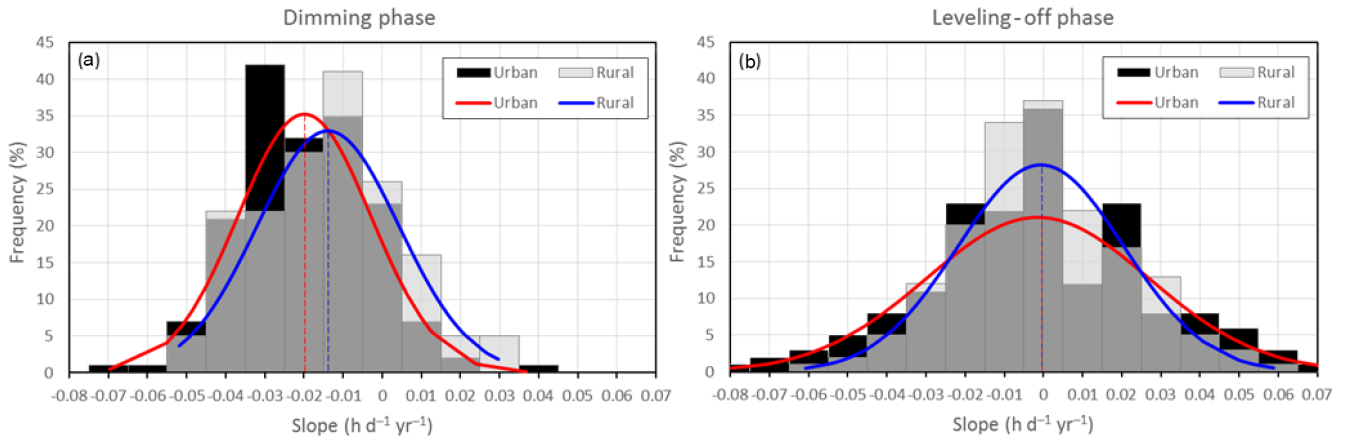 Dimming phase
(a)
Urban Rural
Urban Rural
45
40
35
30
25
20
15
10
5
0
Frequency (%)
-0.08 -0.06 -0.05 -0.04 -0.03 -0.02 -0.01 0 0.01 0.02 0.03 0.04 0.05 0.06 0.07
Slope (h d⁻¹ yr⁻¹)
Leveling-off phase
(b)
Urban Rural
Urban Rural
45
40
35
30
25
20
15
10
5
0
Frequency (%)
-0.08 -0.07 -0.06 -0.05 -0.04 -0.03 -0.02 -0.01 0 0.01 0.02 0.03 0.04 0.05 0.06 0.07
Slope (h d⁻¹ yr⁻¹)